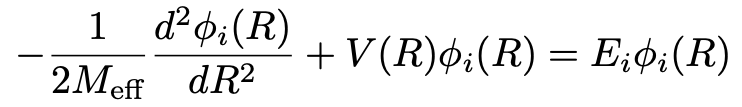 $$-\frac{1}{2M_{\text{eff}}}\frac{d^2\phi_i(R)}{dR^2} + V(R)\phi_i(R) = E_i\phi_i(R)$$